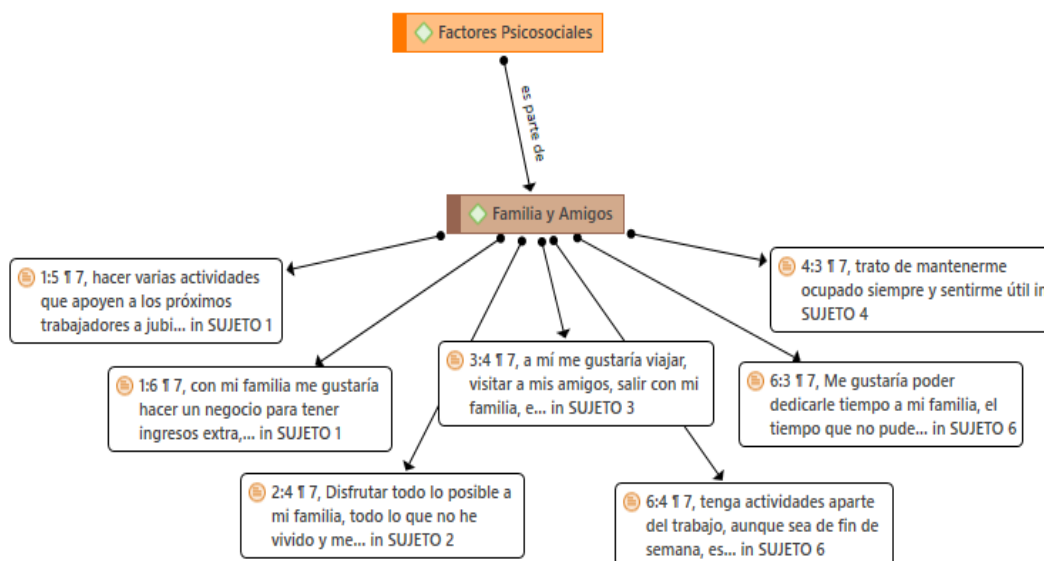 Factores Psicosociales
es parte de
Familia y Amigos
1:5 ¶ 7, hacer varias actividades
que apoyen a los próximos
trabajadores a jubi... in SUJETO 1
4:3 ¶ 7, trato de mantenerme
ocupado siempre y sentirme útil in
SUJETO 4
1:6 ¶ 7, con mi familia me gustaría
hacer un negocio para tener
ingresos extra,... in SUJETO 1
3:4 ¶ 7, a mí me gustaría viajar,
visitar a mis amigos, salir con mi
familia, e... in SUJETO 3
6:3 ¶ 7, Me gustaría poder
dedicarle tiempo a mi familia, el
tiempo que no pude... in SUJETO 6
2:4 ¶ 7, Disfrutar todo lo posible a
mi familia, todo lo que no he
vivido y me... in SUJETO 2
6:4 ¶ 7, tenga actividades aparte
del trabajo, aunque sea de fin de
semana, es... in SUJETO 6